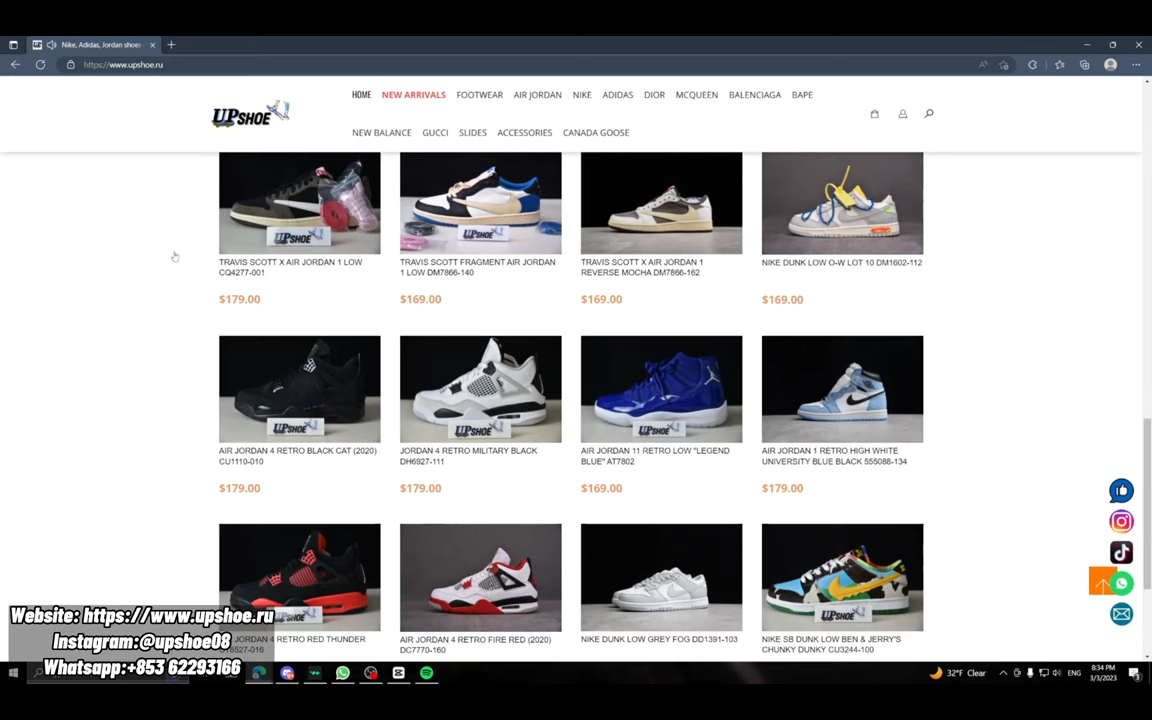 Nike, Adidas, Jordan shoes
https://www.upshoe.ru
UPSHOE
HOME NEW ARRIVALS FOOTWEAR AIR JORDAN NIKE ADIDAS DIOR MCQUEEN BALENCIAGA BAPE
NEW BALANCE GUCCI SLIDES ACCESSORIES CANADA GOOSE
UPSHOE
UPSHOE
TRAVIS SCOTT X AIR JORDAN 1 LOW
CQ4277-001
$179.00
TRAVIS SCOTT FRAGMENT AIR JORDAN
1 LOW DM7866-140
$169.00
TRAVIS SCOTT X AIR JORDAN 1
REVERSE MOCHA DM7866-162
$169.00
NIKE DUNK LOW O-W LOT 10 DM1602-112
$169.00
UPSHOE
UPSHOE
UPSHOE
AIR JORDAN 4 RETRO BLACK CAT (2020)
CU1110-010
$179.00
JORDAN 4 RETRO MILITARY BLACK
DH6927-111
$179.00
AIR JORDAN 11 RETRO LOW "LEGEND
BLUE" AT7802
$169.00
AIR JORDAN 1 RETRO HIGH WHITE
UNIVERSITY BLUE BLACK 555088-134
$179.00
UPSHOE
UPSHOE
JORDAN 4 RETRO RED THUNDER
AIR JORDAN 4 RETRO FIRE RED (2020)
DC7770-160
NIKE DUNK LOW GREY FOG DD1391-103
NIKE SB DUNK LOW BEN & JERRY'S
CHUNKY DUNKY CU3244-100
Website: https://www.upshoe.ru
Instagram:@upshoe08
Whatsapp:+853 62293166
32°F Clear
ENG
8:34 PM
3/3/2023